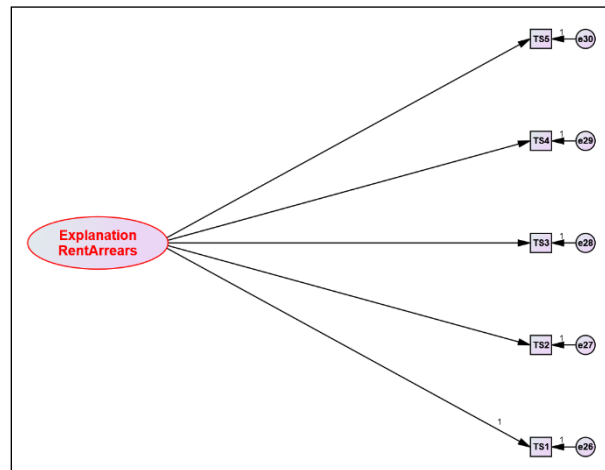 TS5 1 e30
TS4 1 e29
Explanation
RentArrears
TS3 1 e28
TS2 1 e27
1
TS1 1 e26